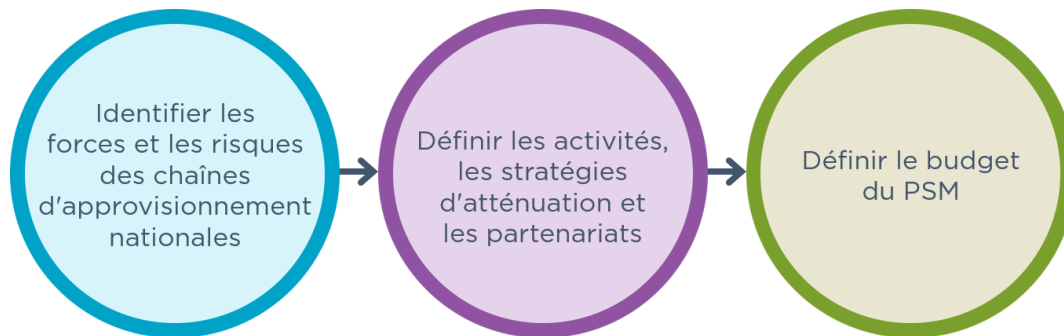 Identifier les
forces et les risques
des chaînes
d'approvisionnement
nationales
Définir les activités,
les stratégies
d'atténuation et
les partenariats
Définir le budget
du PSM